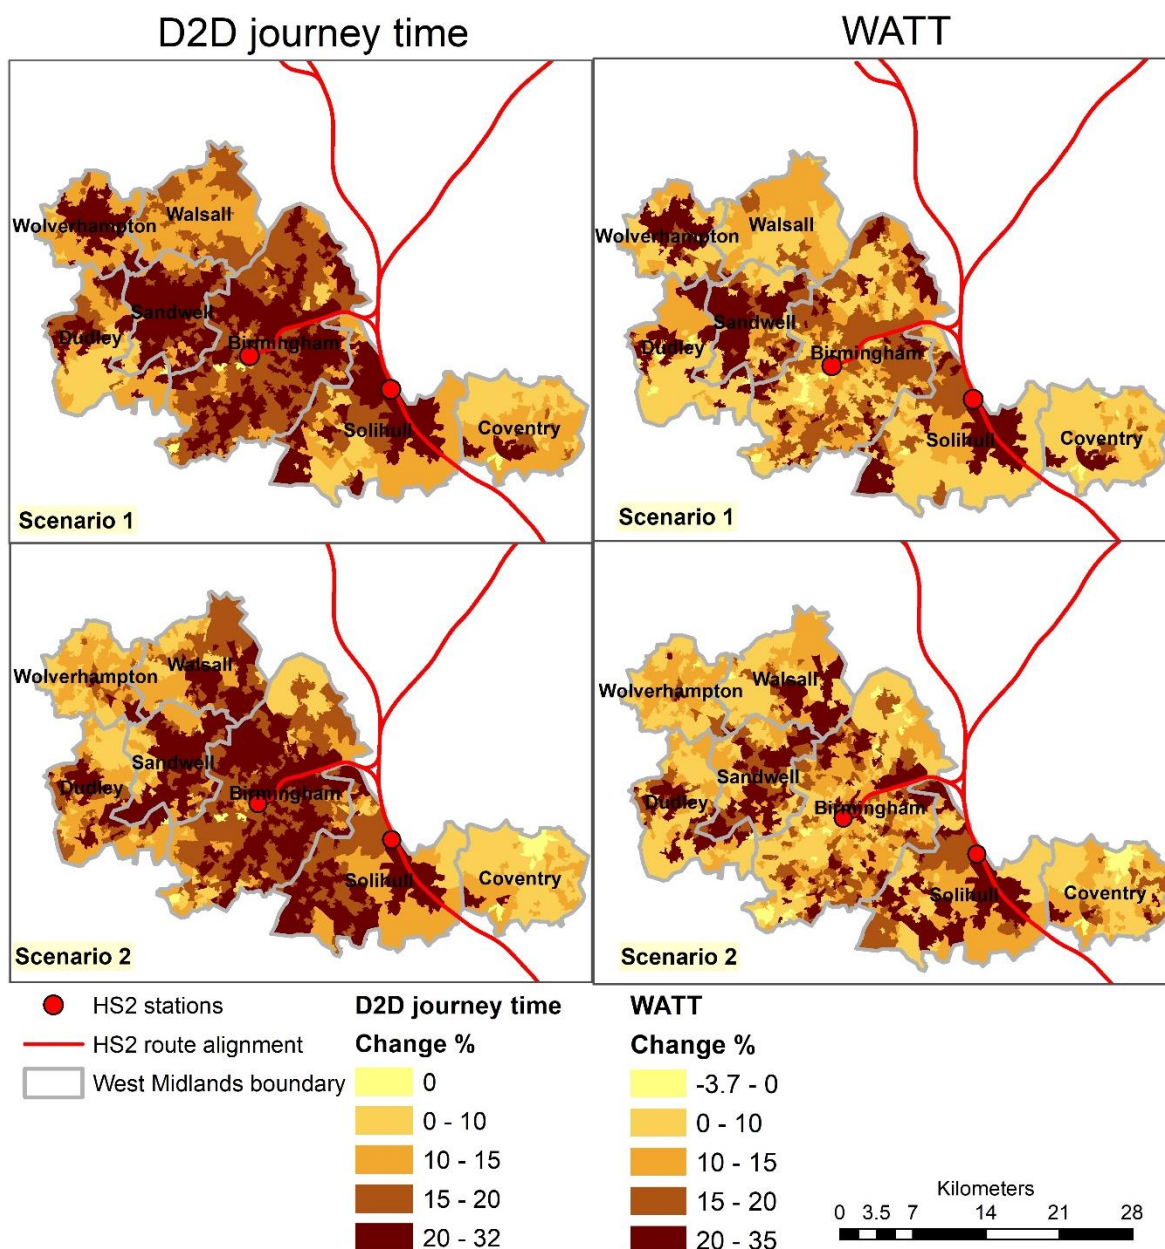 D2D journey time
WATT
Wolverhampton
Walsall
Sandwell
Dudley
Birmingham
Solihull
Coventry
Scenario 1
Wolverhampton
Walsall
Sandwell
Dudley
Birmingham
Solihull
Coventry
Scenario 1
Wolverhampton
Walsall
Sandwell
Dudley
Birmingham
Solihull
Coventry
Scenario 2
Wolverhampton
Walsall
Sandwell
Dudley
Birmingham
Solihull
Coventry
Scenario 2
HS2 stations
HS2 route alignment
West Midlands boundary
D2D journey time
Change %
0
0 - 10
10 - 15
15 - 20
20 - 32
WATT
Change %
-3.7 - 0
0 - 10
10 - 15
15 - 20
20 - 35
Kilometers
0 3.5 7 14 21 28